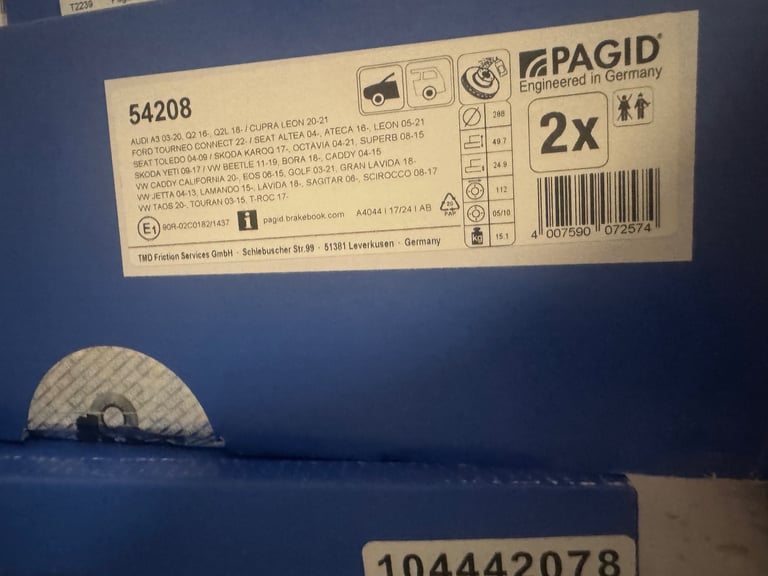 T2239
54208
AUDI A3 03-20, Q2 16-, Q2L 18- / CUPRA LEON 20-21
FORD TOURNEO CONNECT 22- / SEAT ALTEA 04-, ATECA 16-, LEON 05-21
SEAT TOLEDO 04-09 / SKODA KAROQ 17-, OCTAVIA 04-21, SUPERB 08-15
SKODA YETI 09-17 / VW BEETLE 11-19, BORA 18-, CADDY 04-15
VW CADDY CALIFORNIA 20-, EOS 06-15, GOLF 03-21, GRAN LAVIDA 18-
VW JETTA 04-13, LAMANDO 15-, LAVIDA 18-, SAGITAR 06-, SCIROCCO 08-17
VW TAOS 20-, TOURAN 03-15, T-ROC 17-
E1 90R-02C0182/1437 i pagid brakebook.com A4044 I 17/24 I AB 20 PAP
TMD Friction Services GmbH · Schlebuscher Str.99 · 51381 Leverkusen · Germany
288
49.7
24.9
112
05/10
kg 15.1
PAGID®
Engineered in Germany
2x
4 007590 072574
104442078